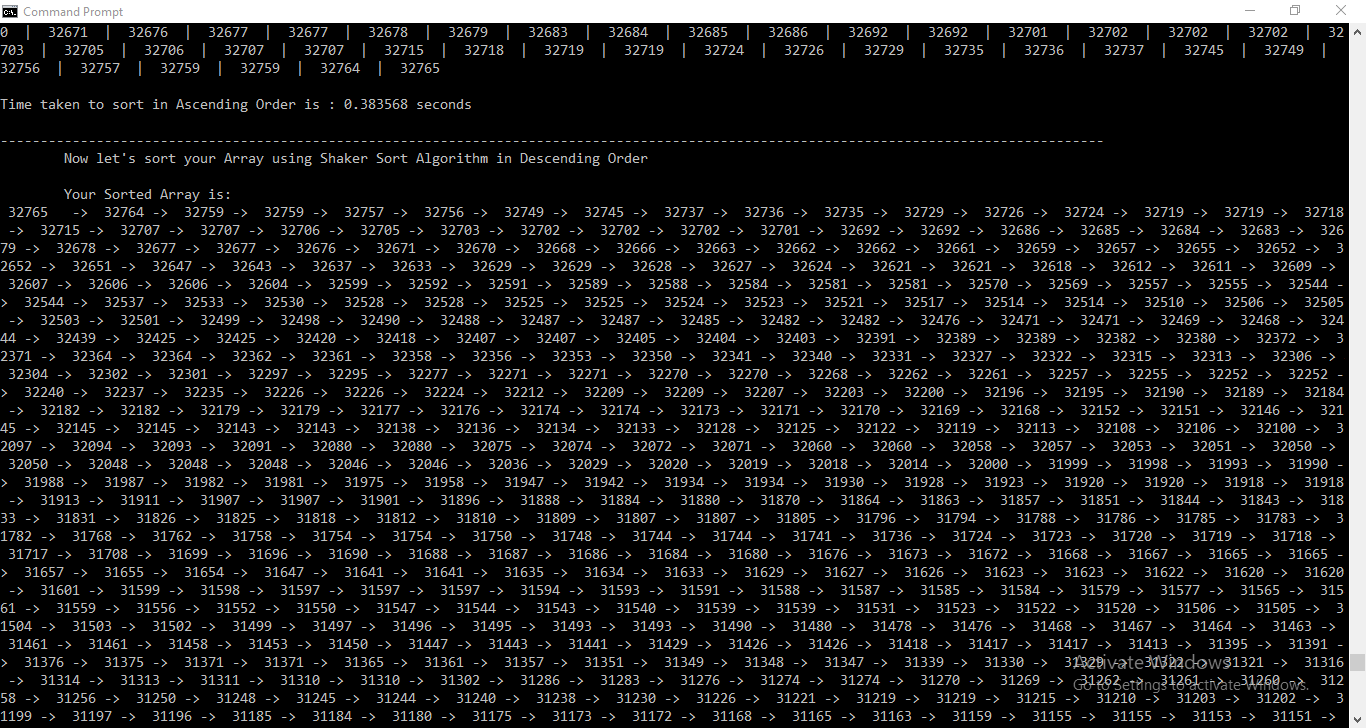 Command Prompt
0  |  32671  |  32676  |  32677  |  32677  |  32678  |  32679  |  32683  |  32684  |  32685  |  32686  |  32692  |  32692  |  32701  |  32702  |  32702  |  32702  |  32
703  |  32705  |  32706  |  32707  |  32707  |  32715  |  32718  |  32719  |  32719  |  32724  |  32726  |  32729  |  32735  |  32736  |  32737  |  32745  |  32749  |
32756  |  32757  |  32759  |  32759  |  32764  |  32765
Time taken to sort in Ascending Order is : 0.383568 seconds
------------------------------------------------------------------------------------------------------------------------------------------
Now let's sort your Array using Shaker Sort Algorithm in Descending Order
Your Sorted Array is:
32765   ->  32764 ->  32759 ->  32759 ->  32757 ->  32756 ->  32749 ->  32745 ->  32737 ->  32736 ->  32735 ->  32729 ->  32726 ->  32724 ->  32719 ->  32719 ->  32718
->  32715 ->  32707 ->  32707 ->  32706 ->  32705 ->  32703 ->  32702 ->  32702 ->  32702 ->  32701 ->  32692 ->  32692 ->  32686 ->  32685 ->  32684 ->  32683 ->  326
79 ->  32678 ->  32677 ->  32677 ->  32676 ->  32671 ->  32670 ->  32668 ->  32666 ->  32663 ->  32662 ->  32662 ->  32661 ->  32659 ->  32657 ->  32655 ->  32652 ->  3
2652 ->  32651 ->  32647 ->  32643 ->  32637 ->  32633 ->  32629 ->  32629 ->  32628 ->  32627 ->  32624 ->  32621 ->  32621 ->  32618 ->  32612 ->  32611 ->  32609 ->
32607 ->  32606 ->  32606 ->  32604 ->  32599 ->  32592 ->  32591 ->  32589 ->  32588 ->  32584 ->  32581 ->  32581 ->  32570 ->  32569 ->  32557 ->  32555 ->  32544 -
>  32544 ->  32537 ->  32533 ->  32530 ->  32528 ->  32528 ->  32525 ->  32525 ->  32524 ->  32523 ->  32521 ->  32517 ->  32514 ->  32514 ->  32510 ->  32506 ->  32505
->  32503 ->  32501 ->  32499 ->  32498 ->  32490 ->  32488 ->  32487 ->  32487 ->  32485 ->  32482 ->  32482 ->  32476 ->  32471 ->  32471 ->  32469 ->  32468 ->  324
44 ->  32439 ->  32425 ->  32425 ->  32420 ->  32418 ->  32407 ->  32407 ->  32405 ->  32404 ->  32403 ->  32391 ->  32389 ->  32389 ->  32382 ->  32380 ->  32372 ->  3
2371 ->  32364 ->  32364 ->  32362 ->  32361 ->  32358 ->  32356 ->  32353 ->  32350 ->  32341 ->  32340 ->  32331 ->  32327 ->  32322 ->  32315 ->  32313 ->  32306 ->
32304 ->  32302 ->  32301 ->  32297 ->  32295 ->  32277 ->  32271 ->  32271 ->  32270 ->  32270 ->  32268 ->  32262 ->  32261 ->  32257 ->  32255 ->  32252 ->  32252 -
>  32240 ->  32237 ->  32235 ->  32226 ->  32226 ->  32224 ->  32212 ->  32209 ->  32209 ->  32207 ->  32203 ->  32200 ->  32196 ->  32195 ->  32190 ->  32189 ->  32184
->  32182 ->  32182 ->  32179 ->  32179 ->  32177 ->  32176 ->  32174 ->  32174 ->  32173 ->  32171 ->  32170 ->  32169 ->  32168 ->  32152 ->  32151 ->  32146 ->  321
45 ->  32145 ->  32145 ->  32143 ->  32143 ->  32138 ->  32136 ->  32134 ->  32133 ->  32128 ->  32125 ->  32122 ->  32119 ->  32113 ->  32108 ->  32106 ->  32100 ->  3
2097 ->  32094 ->  32093 ->  32091 ->  32080 ->  32080 ->  32075 ->  32074 ->  32072 ->  32071 ->  32060 ->  32060 ->  32058 ->  32057 ->  32053 ->  32051 ->  32050 ->
32050 ->  32048 ->  32048 ->  32048 ->  32046 ->  32046 ->  32036 ->  32029 ->  32020 ->  32019 ->  32018 ->  32014 ->  32000 ->  31999 ->  31998 ->  31993 ->  31990 -
>  31988 ->  31987 ->  31982 ->  31981 ->  31975 ->  31958 ->  31947 ->  31942 ->  31934 ->  31934 ->  31930 ->  31928 ->  31923 ->  31920 ->  31920 ->  31918 ->  31918
->  31913 ->  31911 ->  31907 ->  31907 ->  31901 ->  31896 ->  31888 ->  31884 ->  31880 ->  31870 ->  31864 ->  31863 ->  31857 ->  31851 ->  31844 ->  31843 ->  318
33 ->  31831 ->  31826 ->  31825 ->  31818 ->  31812 ->  31810 ->  31809 ->  31807 ->  31807 ->  31805 ->  31796 ->  31794 ->  31788 ->  31786 ->  31785 ->  31783 ->  3
1782 ->  31768 ->  31762 ->  31758 ->  31754 ->  31754 ->  31750 ->  31748 ->  31744 ->  31744 ->  31741 ->  31736 ->  31724 ->  31723 ->  31720 ->  31719 ->  31718 ->
31717 ->  31708 ->  31699 ->  31696 ->  31690 ->  31688 ->  31687 ->  31686 ->  31684 ->  31680 ->  31676 ->  31673 ->  31672 ->  31668 ->  31667 ->  31665 ->  31665 -
>  31657 ->  31655 ->  31654 ->  31647 ->  31641 ->  31641 ->  31635 ->  31634 ->  31633 ->  31629 ->  31627 ->  31626 ->  31623 ->  31623 ->  31622 ->  31620 ->  31620
->  31601 ->  31599 ->  31598 ->  31597 ->  31597 ->  31597 ->  31594 ->  31593 ->  31591 ->  31588 ->  31587 ->  31585 ->  31584 ->  31579 ->  31577 ->  31565 ->  315
61 ->  31559 ->  31556 ->  31552 ->  31550 ->  31547 ->  31544 ->  31543 ->  31540 ->  31539 ->  31539 ->  31531 ->  31523 ->  31522 ->  31520 ->  31506 ->  31505 ->  3
1504 ->  31503 ->  31502 ->  31499 ->  31497 ->  31496 ->  31495 ->  31493 ->  31493 ->  31490 ->  31480 ->  31478 ->  31476 ->  31468 ->  31467 ->  31464 ->  31463 ->
31461 ->  31461 ->  31458 ->  31453 ->  31450 ->  31447 ->  31443 ->  31441 ->  31429 ->  31426 ->  31426 ->  31418 ->  31417 ->  31417 ->  31413 ->  31395 ->  31391 -
>  31376 ->  31375 ->  31371 ->  31371 ->  31365 ->  31361 ->  31357 ->  31351 ->  31349 ->  31348 ->  31347 ->  31339 ->  31330 ->  31329 ->  31322 ->  31321 ->  31316
->  31314 ->  31313 ->  31311 ->  31310 ->  31310 ->  31302 ->  31286 ->  31283 ->  31276 ->  31274 ->  31274 ->  31270 ->  31269 ->  31262 ->  31261 ->  31260 ->  312
58 ->  31256 ->  31250 ->  31248 ->  31245 ->  31244 ->  31240 ->  31238 ->  31230 ->  31226 ->  31221 ->  31219 ->  31219 ->  31215 ->  31210 ->  31203 ->  31202 ->  3
1199 ->  31197 ->  31196 ->  31185 ->  31184 ->  31180 ->  31175 ->  31173 ->  31172 ->  31168 ->  31165 ->  31163 ->  31159 ->  31155 ->  31155 ->  31153 ->  31151 ->
Activate Windows
Go to Settings to activate Windows.